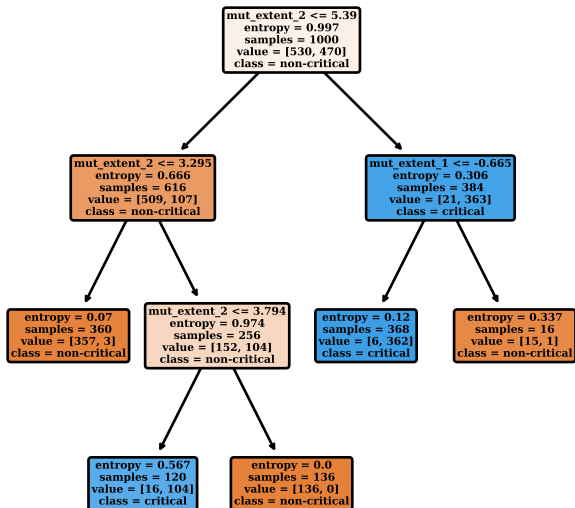 mut_extent_2 <= 5.39
entropy = 0.997
samples = 1000
value = [530, 470]
class = non-critical
mut_extent_2 <= 3.295
entropy = 0.666
samples = 616
value = [509, 107]
class = non-critical
mut_extent_1 <= -0.665
entropy = 0.306
samples = 384
value = [21, 363]
class = critical
entropy = 0.07
samples = 360
value = [357, 3]
class = non-critical
mut_extent_2 <= 3.794
entropy = 0.974
samples = 256
value = [152, 104]
class = non-critical
entropy = 0.12
samples = 368
value = [6, 362]
class = critical
entropy = 0.337
samples = 16
value = [15, 1]
class = non-critical
entropy = 0.567
samples = 120
value = [16, 104]
class = critical
entropy = 0.0
samples = 136
value = [136, 0]
class = non-critical